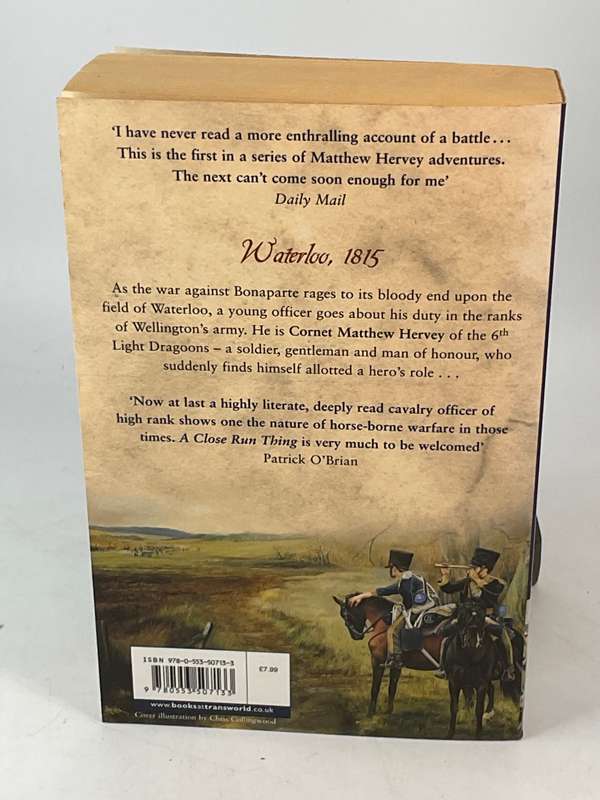 ‘I have never read a more enthralling account of a battle...
This is the first in a series of Matthew Hervey adventures.
The next can’t come soon enough for me’
Daily Mail
Waterloo, 1815
As the war against Bonaparte rages to its bloody end upon the
field of Waterloo, a young officer goes about his duty in the ranks
of Wellington’s army. He is Cornet Matthew Hervey of the 6th
Light Dragoons – a soldier, gentleman and man of honour, who
suddenly finds himself allotted a hero’s role . . .
‘Now at last a highly literate, deeply read cavalry officer of
high rank shows one the nature of horse-borne warfare in those
times. A Close Run Thing is very much to be welcomed’
Patrick O’Brian
ISBN 978-0-553-50713-3
£7.99
9 780553 507133
www.booksattransworld.co.uk
Cover illustration by Chris Collingwood